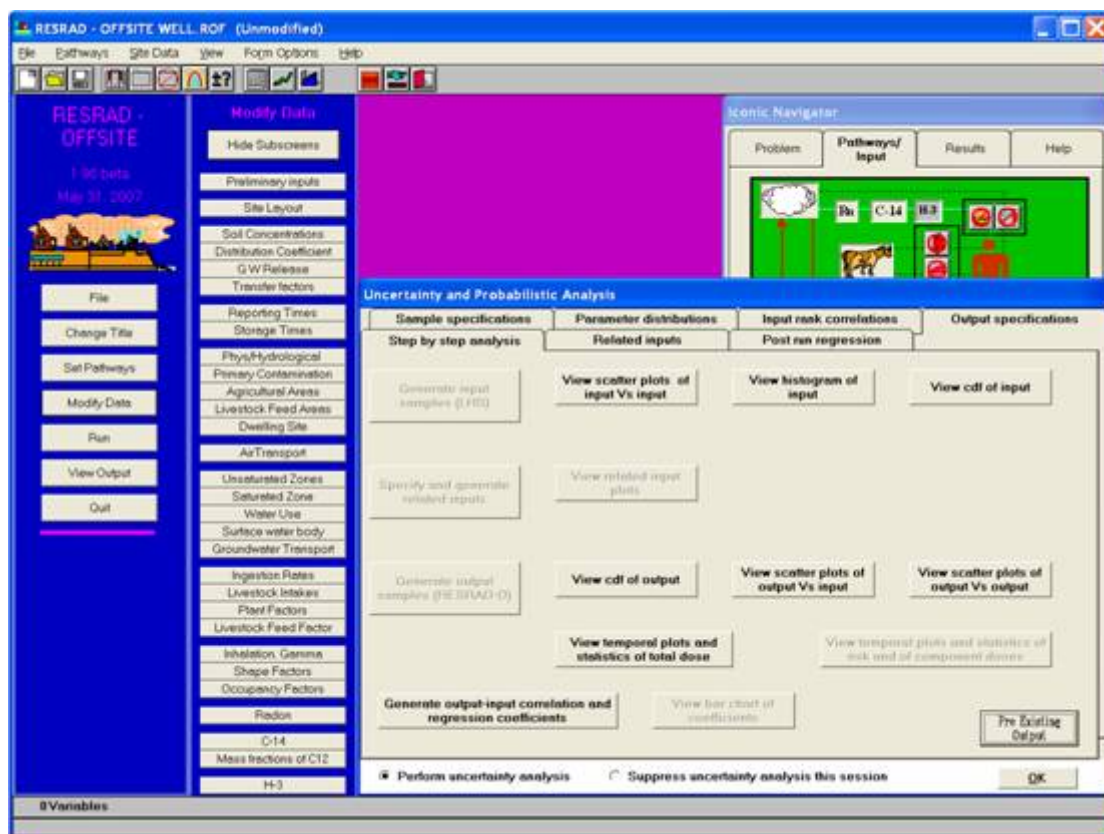 RESRAD - OFFSITE WELL.ROF (Unmodified)
File Pathways Site Data View Form Options Help
RESRAD -
OFFSITE
May 31, 2007
File
Change Title
Set Pathways
Modify Data
Run
View Output
Quit
Modify Data
Hide Subscreens
Preliminary inputs
Site Layout
Soil Concentrations
Distribution Coefficient
G W Release
Transfer factors
Reporting Times
Storage Times
Phys/Hydrological
Primary Contamination
Agricultural Areas
Livestock Feed Areas
Dwelling Site
AirTransport
Unsaturated Zones
Saturated Zone
Water Use
Surface water body
Groundwater Transport
Ingestion Rates
Livestock Intakes
Plant Factors
Livestock Feed Factor
Inhalation, Gamma
Shape Factors
Occupancy Factors
Radon
C-14
Mass fractions of C12
H-3
Iconic Navigator
Problem
Pathways/
Input
Results
Help
Rn C-14 H-3
Uncertainty and Probabilistic Analysis
Sample specifications Parameter distributions Input rank correlations Output specifications
Step by step analysis Related inputs Post run regression
Generate input
samples (LHS)
View scatter plots of
input Vs input
View histogram of
input
View cdf of input
Specify and generate
related inputs
View related input
plots
Generate output
samples (RESRAD-O)
View cdf of output
View scatter plots of
output Vs input
View scatter plots of
output Vs output
View temporal plots and
statistics of total dose
View temporal plots and statistics of
risk and of component doses
Generate output-input correlation and
regression coefficients
View bar chart of
coefficients
Pre Existing
Output
Perform uncertainty analysis Suppress uncertainty analysis this session
OK
0 Variables